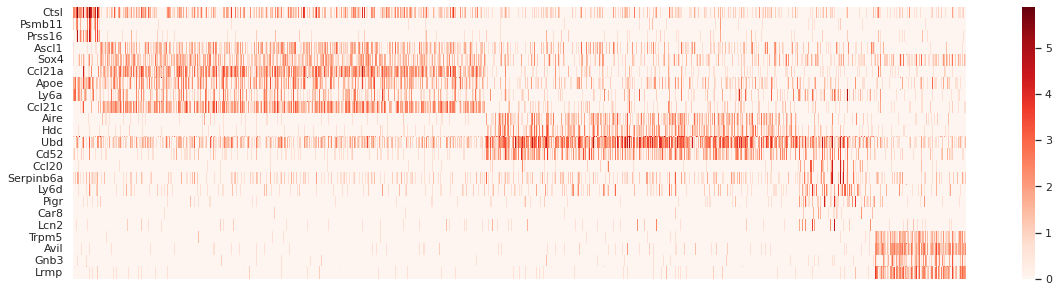 Ctsl
Psmb11
Prss16
Ascl1
Sox4
Ccl21a
Apoe
Ly6a
Ccl21c
Aire
Hdc
Ubd
Cd52
Ccl20
Serpinb6a
Ly6d
Pigr
Car8
Lcn2
Trpm5
Avil
Gnb3
Lrmp
5
4
3
2
1
0